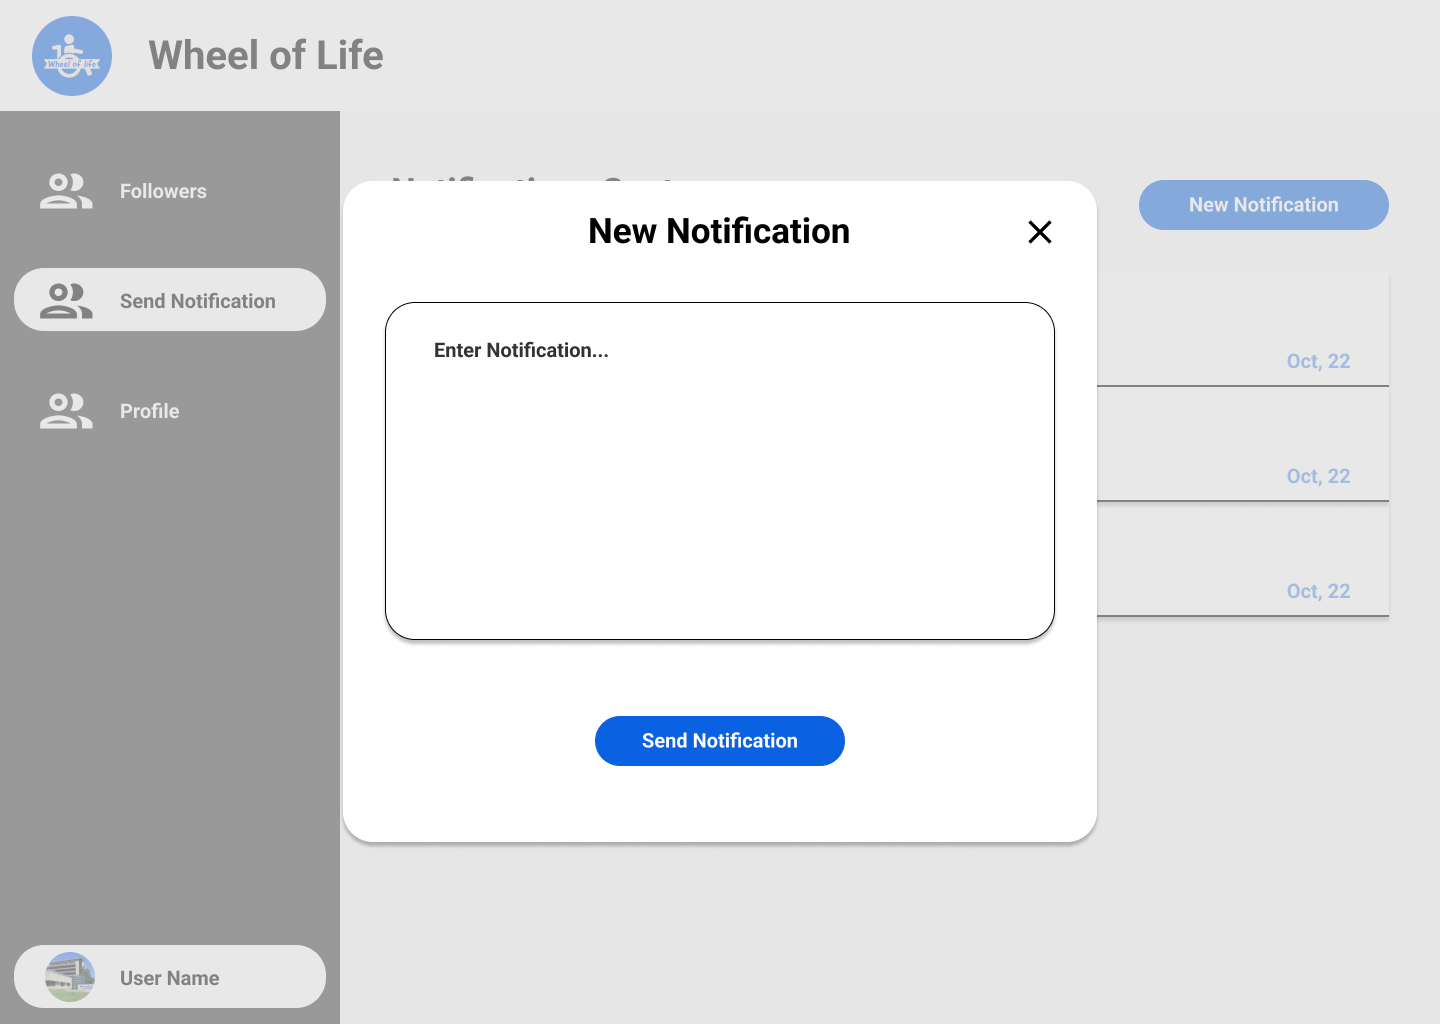 Wheel of life
Wheel of Life
Followers
Send Notification
Profile
User Name
New Notification
Oct, 22
Oct, 22
Oct, 22
New Notification
Enter Notification...
Send Notification